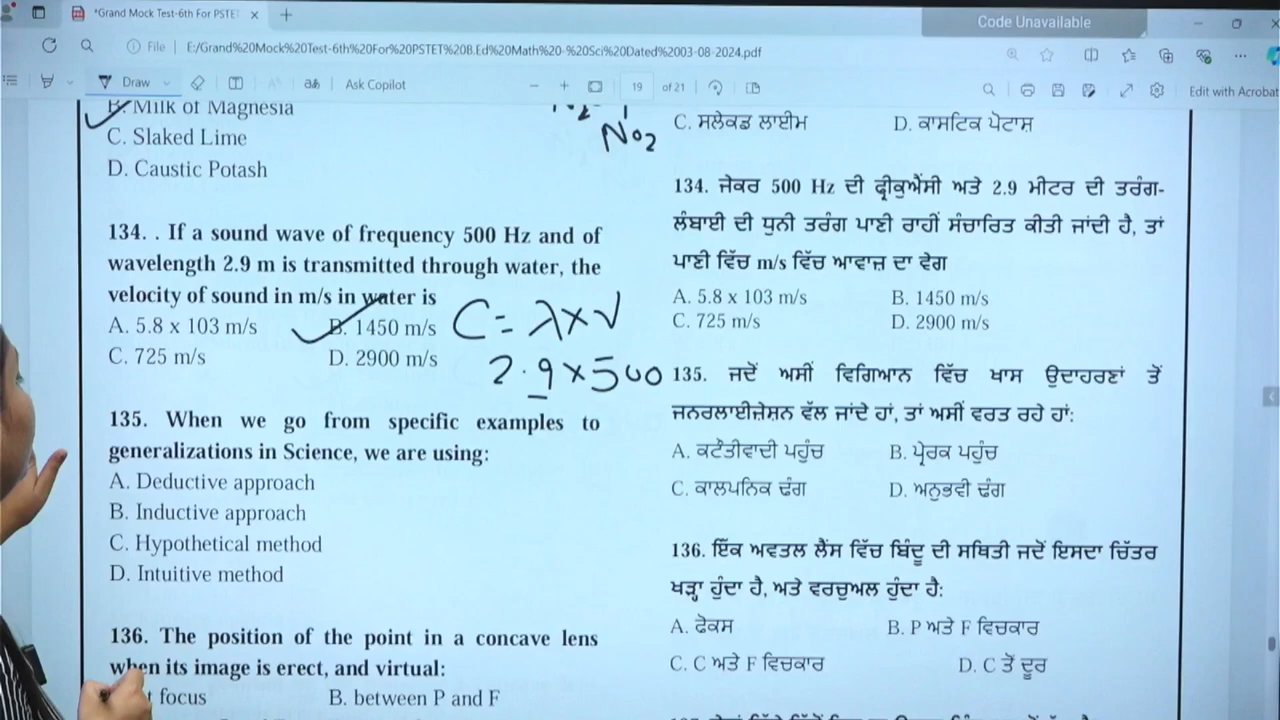 *Grand Mock Test-6th For PSTET
Code Unavailable
File
E:/Grand%20Mock%20Test-6th%20For%20PSTET%20B.Ed%20Math%20-%20Sci%20Dated%2003-08-2024.pdf
Draw
Ask Copilot
19
of 21
Edit with Acrobat
B. Milk of Magnesia
C. Slaked Lime
D. Caustic Potash
NO2
134. . If a sound wave of frequency 500 Hz and of
wavelength 2.9 m is transmitted through water, the
velocity of sound in m/s in water is
A. 5.8 x 103 m/s
B. 1450 m/s
C. 725 m/s
D. 2900 m/s
C = λ × ν
2.9 × 500
135. When we go from specific examples to
generalizations in Science, we are using:
A. Deductive approach
B. Inductive approach
C. Hypothetical method
D. Intuitive method
136. The position of the point in a concave lens
when its image is erect, and virtual:
focus
B. between P and F
C. ਸਲੇਕਡ ਲਾਈਮ
D. ਕਾਸਟਿਕ ਪੋਟਾਸ਼
134. ਜੇਕਰ 500 Hz ਦੀ ਫ੍ਰੀਕੁਐਂਸੀ ਅਤੇ 2.9 ਮੀਟਰ ਦੀ ਤਰੰਗ-
ਲੰਬਾਈ ਦੀ ਧੁਨੀ ਤਰੰਗ ਪਾਣੀ ਰਾਹੀਂ ਸੰਚਾਰਿਤ ਕੀਤੀ ਜਾਂਦੀ ਹੈ, ਤਾਂ
ਪਾਣੀ ਵਿੱਚ m/s ਵਿੱਚ ਆਵਾਜ਼ ਦਾ ਵੇਗ
A. 5.8 x 103 m/s
B. 1450 m/s
C. 725 m/s
D. 2900 m/s
135. ਜਦੋਂ ਅਸੀਂ ਵਿਗਿਆਨ ਵਿੱਚ ਖਾਸ ਉਦਾਹਰਣਾਂ ਤੋਂ
ਜਨਰਲਾਈਜ਼ੇਸ਼ਨ ਵੱਲ ਜਾਂਦੇ ਹਾਂ, ਤਾਂ ਅਸੀਂ ਵਰਤ ਰਹੇ ਹਾਂ:
A. ਕਟੌਤੀਵਾਦੀ ਪਹੁੰਚ
B. ਪ੍ਰੇਰਕ ਪਹੁੰਚ
C. ਕਾਲਪਨਿਕ ਢੰਗ
D. ਅਨੁਭਵੀ ਢੰਗ
136. ਇੱਕ ਅਵਤਲ ਲੈਂਸ ਵਿੱਚ ਬਿੰਦੂ ਦੀ ਸਥਿਤੀ ਜਦੋਂ ਇਸਦਾ ਚਿੱਤਰ
ਖੜ੍ਹਾ ਹੁੰਦਾ ਹੈ, ਅਤੇ ਵਰਚੁਅਲ ਹੁੰਦਾ ਹੈ:
A. ਫੋਕਸ
B. P ਅਤੇ F ਵਿਚਕਾਰ
C. C ਅਤੇ F ਵਿਚਕਾਰ
D. C ਤੋਂ ਦੂਰ